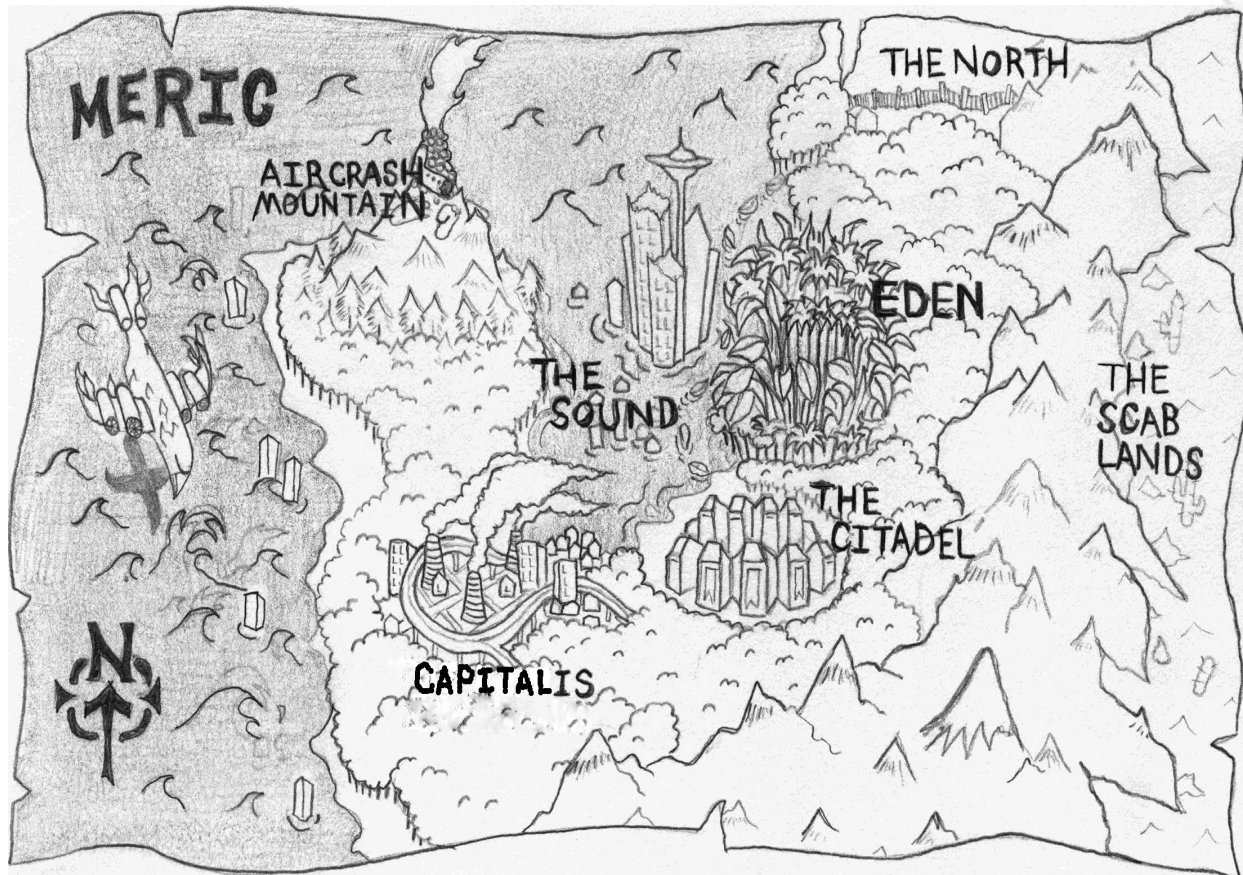 MERIC
THE NORTH
AIRCRASH
MOUNTAIN
EDEN
THE
SOUND
THE
SCAB
LANDS
THE
CITADEL
CAPITALIS
N